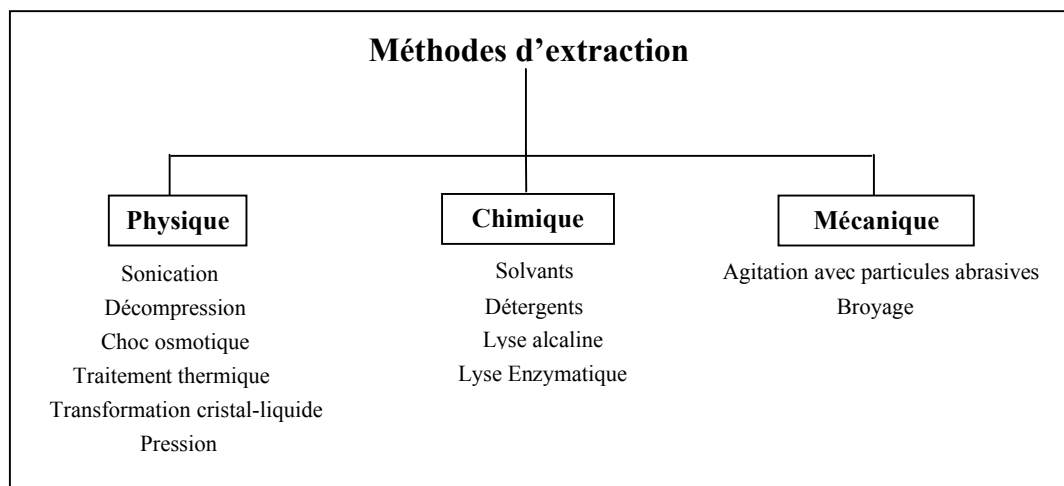 Méthodes d’extraction
Physique
Sonication
Décompression
Choc osmotique
Traitement thermique
Transformation cristal-liquide
Pression
Chimique
Solvants
Détergents
Lyse alcaline
Lyse Enzymatique
Mécanique
Agitation avec particules abrasives
Broyage